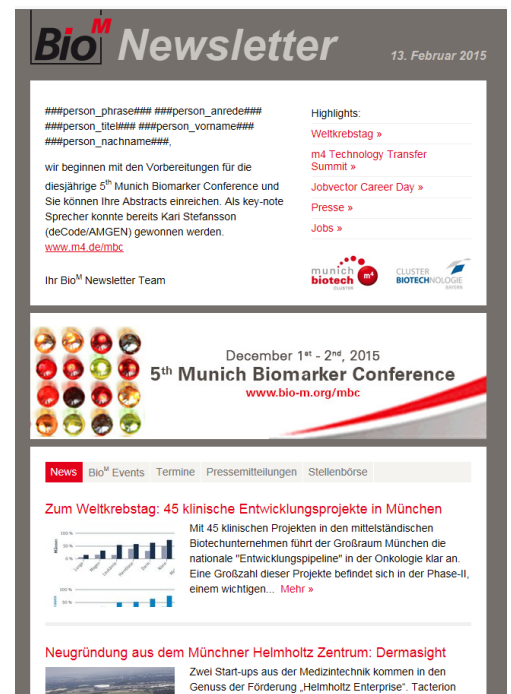 BioM Newsletter
13. Februar 2015
###person_phrase### ###person_anrede###
###person_titel### ###person_vorname###
###person_nachname###,
wir beginnen mit den Vorbereitungen für die
diesjährige 5th Munich Biomarker Conference und
Sie können Ihre Abstracts einreichen. Als key-note
Sprecher konnte bereits Kari Stefansson
(deCode/AMGEN) gewonnen werden.
www.m4.de/mbc
Ihr BioM Newsletter Team
Highlights:
Weltkrebstag »
m4 Technology Transfer
Summit »
Jobvector Career Day »
Presse »
Jobs »
munich
biotech m4
CLUSTER
CLUSTER
BIOTECHNOLOGIE
BAYERN
December 1st - 2nd, 2015
5th Munich Biomarker Conference
www.bio-m.org/mbc
News BioM Events Termine Pressemitteilungen Stellenbörse
Zum Weltkrebstag: 45 klinische Entwicklungsprojekte in München
Mit 45 klinischen Projekten in den mittelständischen
Biotechunternehmen führt der Großraum München die
nationale "Entwicklungspipeline" in der Onkologie klar an.
Eine Großzahl dieser Projekte befindet sich in der Phase-II,
einem wichtigen... Mehr »
100 %
50 %
0 %
100 %
50 %
Neugründung aus dem Münchner Helmholtz Zentrum: Dermasight
Zwei Start-ups aus der Medizintechnik kommen in den
Genuss der Förderung „Helmholtz Enterprise". Tacterion